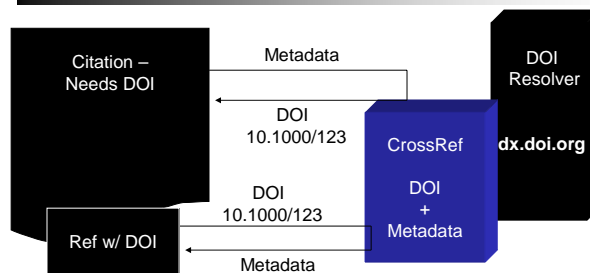 Citation –
Needs DOI
Metadata
DOI
10.1000/123
DOI
Resolver
dx.doi.org
CrossRef
DOI
+
Metadata
DOI
10.1000/123
Ref w/ DOI
Metadata